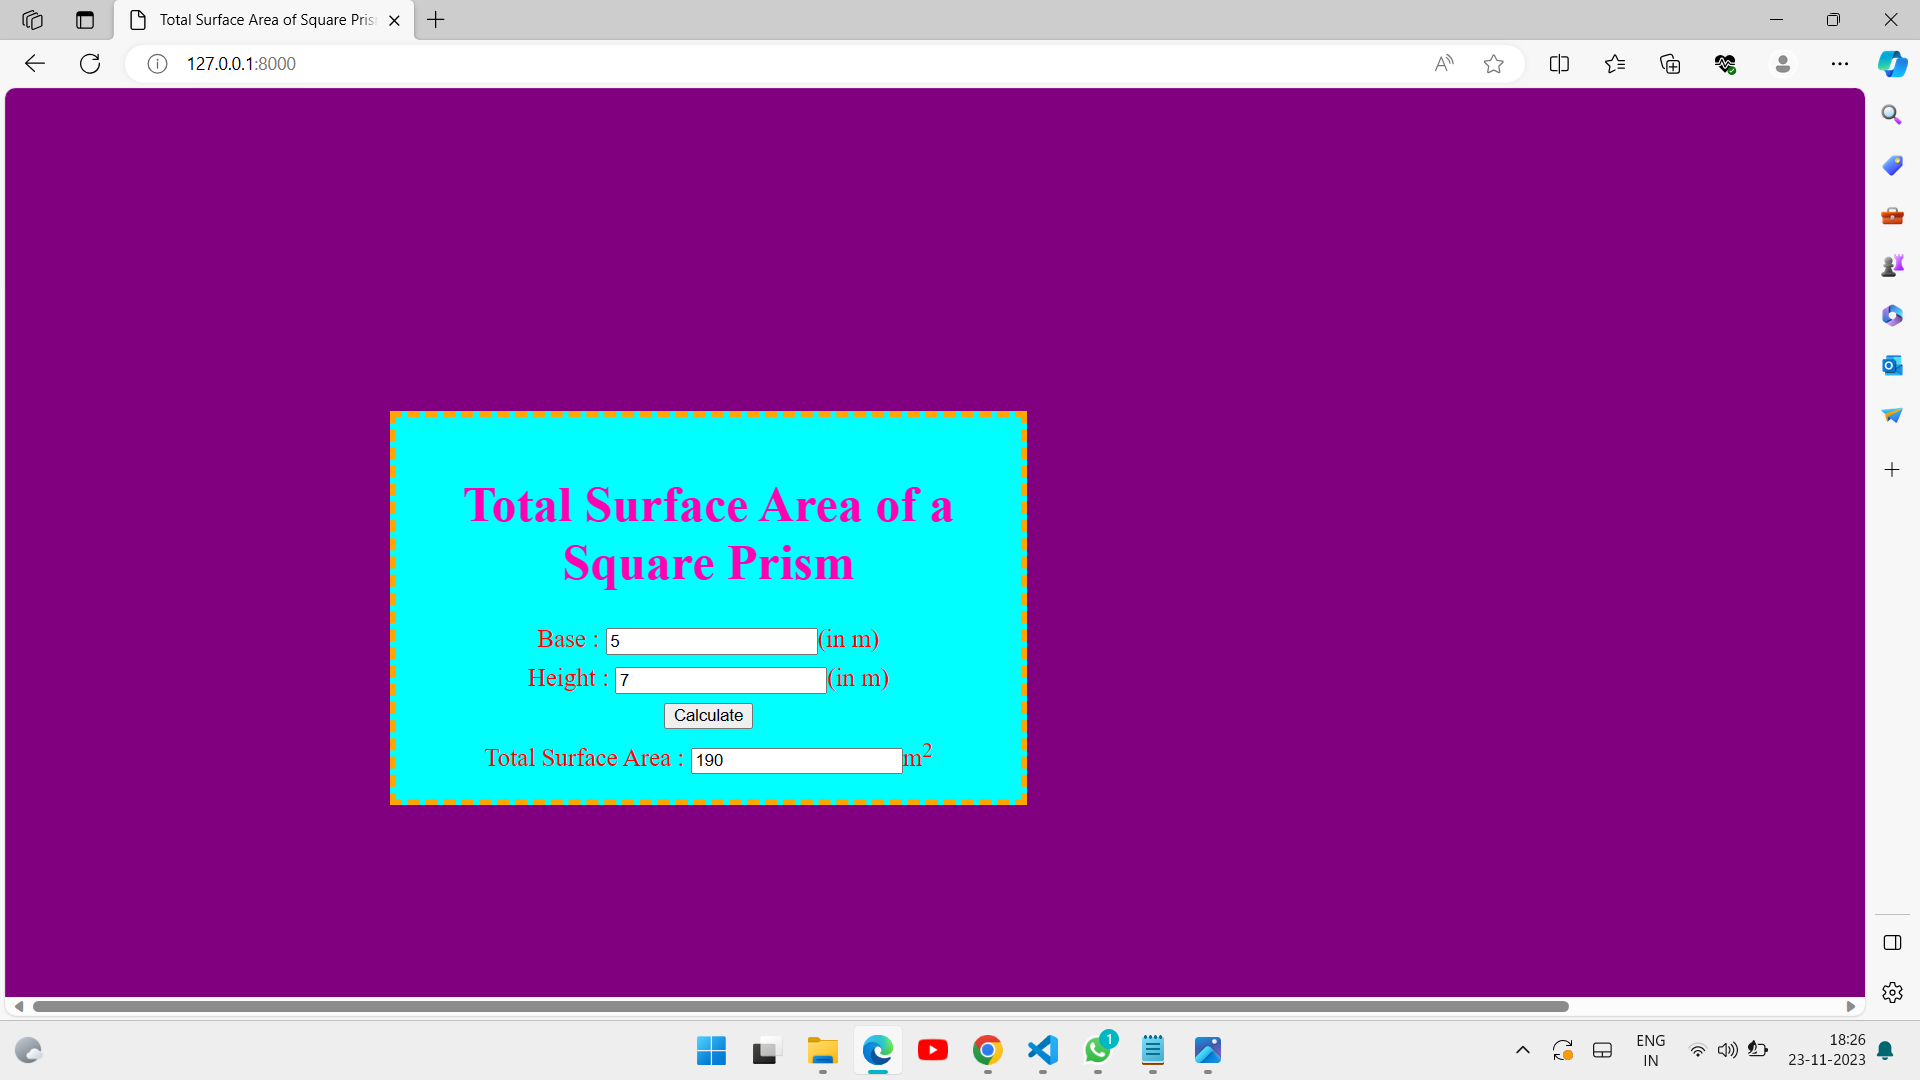 Total Surface Area of Square Pris
127.0.0.1:8000
Total Surface Area of a
Square Prism
Base : 5 (in m)
Height : 7 (in m)
Calculate
Total Surface Area : 190 m²
1
ENG
IN
18:26
23-11-2023